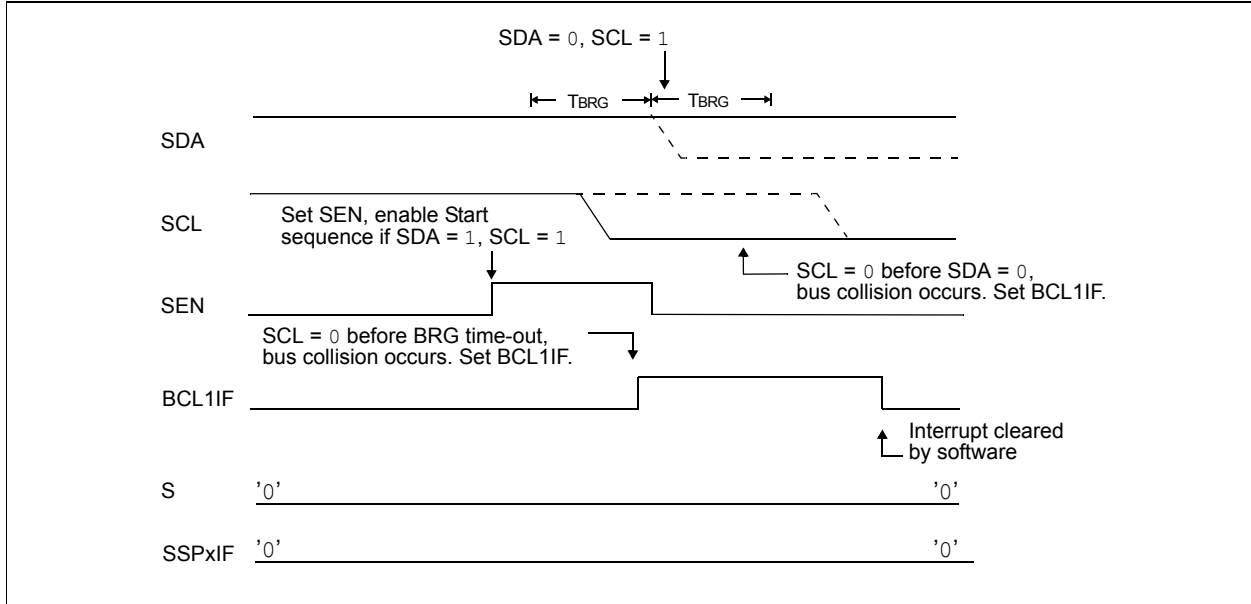 SDA = 0, SCL = 1
TBRG TBRG
SDA
SCL
Set SEN, enable Start
sequence if SDA = 1, SCL = 1
SCL = 0 before SDA = 0,
bus collision occurs. Set BCL1IF.
SEN
SCL = 0 before BRG time-out,
bus collision occurs. Set BCL1IF.
BCL1IF
Interrupt cleared
by software
S '0' '0'
SSPxIF '0' '0'